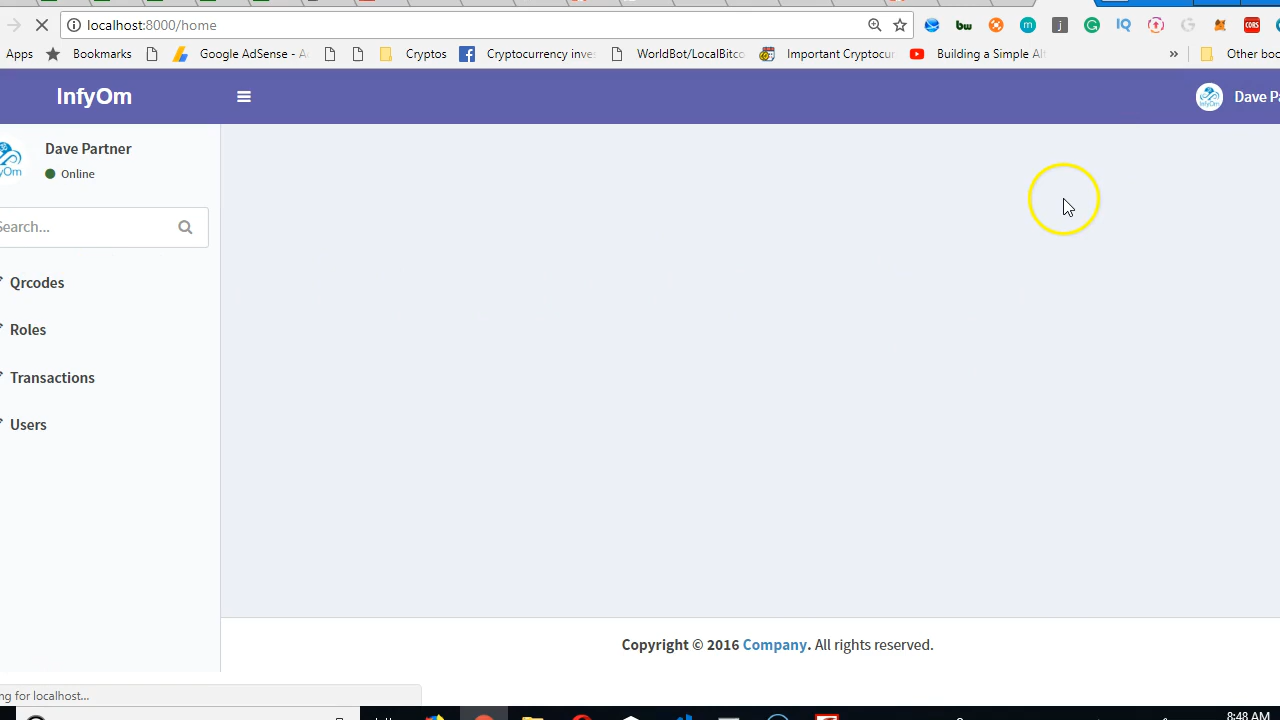 localhost:8000/home
Apps Bookmarks Google AdSense - A Cryptos Cryptocurrency inve WorldBot/LocalBitco Important Cryptocur Building a Simple Alt » Other boo
InfyOm
Dave P
Dave Partner
Online
Search...
Qrcodes
Roles
Transactions
Users
Copyright © 2016 Company. All rights reserved.
ng for localhost...
8:48 AM